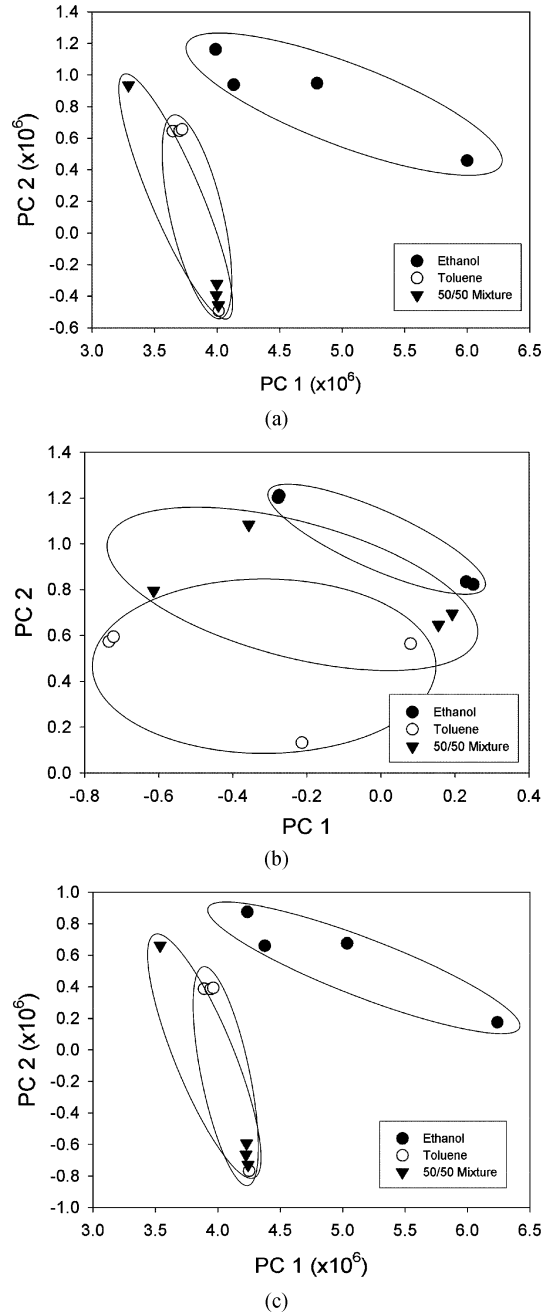 1.4
1.2
1.0
0.8
0.6
0.4
0.2
0.0
-0.2
-0.4
-0.6
PC 2 (x10⁶)
Ethanol
Toluene
50/50 Mixture
3.0 3.5 4.0 4.5 5.0 5.5 6.0 6.5
PC 1 (x10⁶)
(a)
1.4
1.2
1.0
0.8
0.6
0.4
0.2
0.0
PC 2
Ethanol
Toluene
50/50 Mixture
-0.8 -0.6 -0.4 -0.2 0.0 0.2 0.4
PC 1
(b)
1.0
0.8
0.6
0.4
0.2
0.0
-0.2
-0.4
-0.6
-0.8
-1.0
PC 2 (x10⁶)
Ethanol
Toluene
50/50 Mixture
3.0 3.5 4.0 4.5 5.0 5.5 6.0 6.5
PC 1 (x10⁶)
(c)